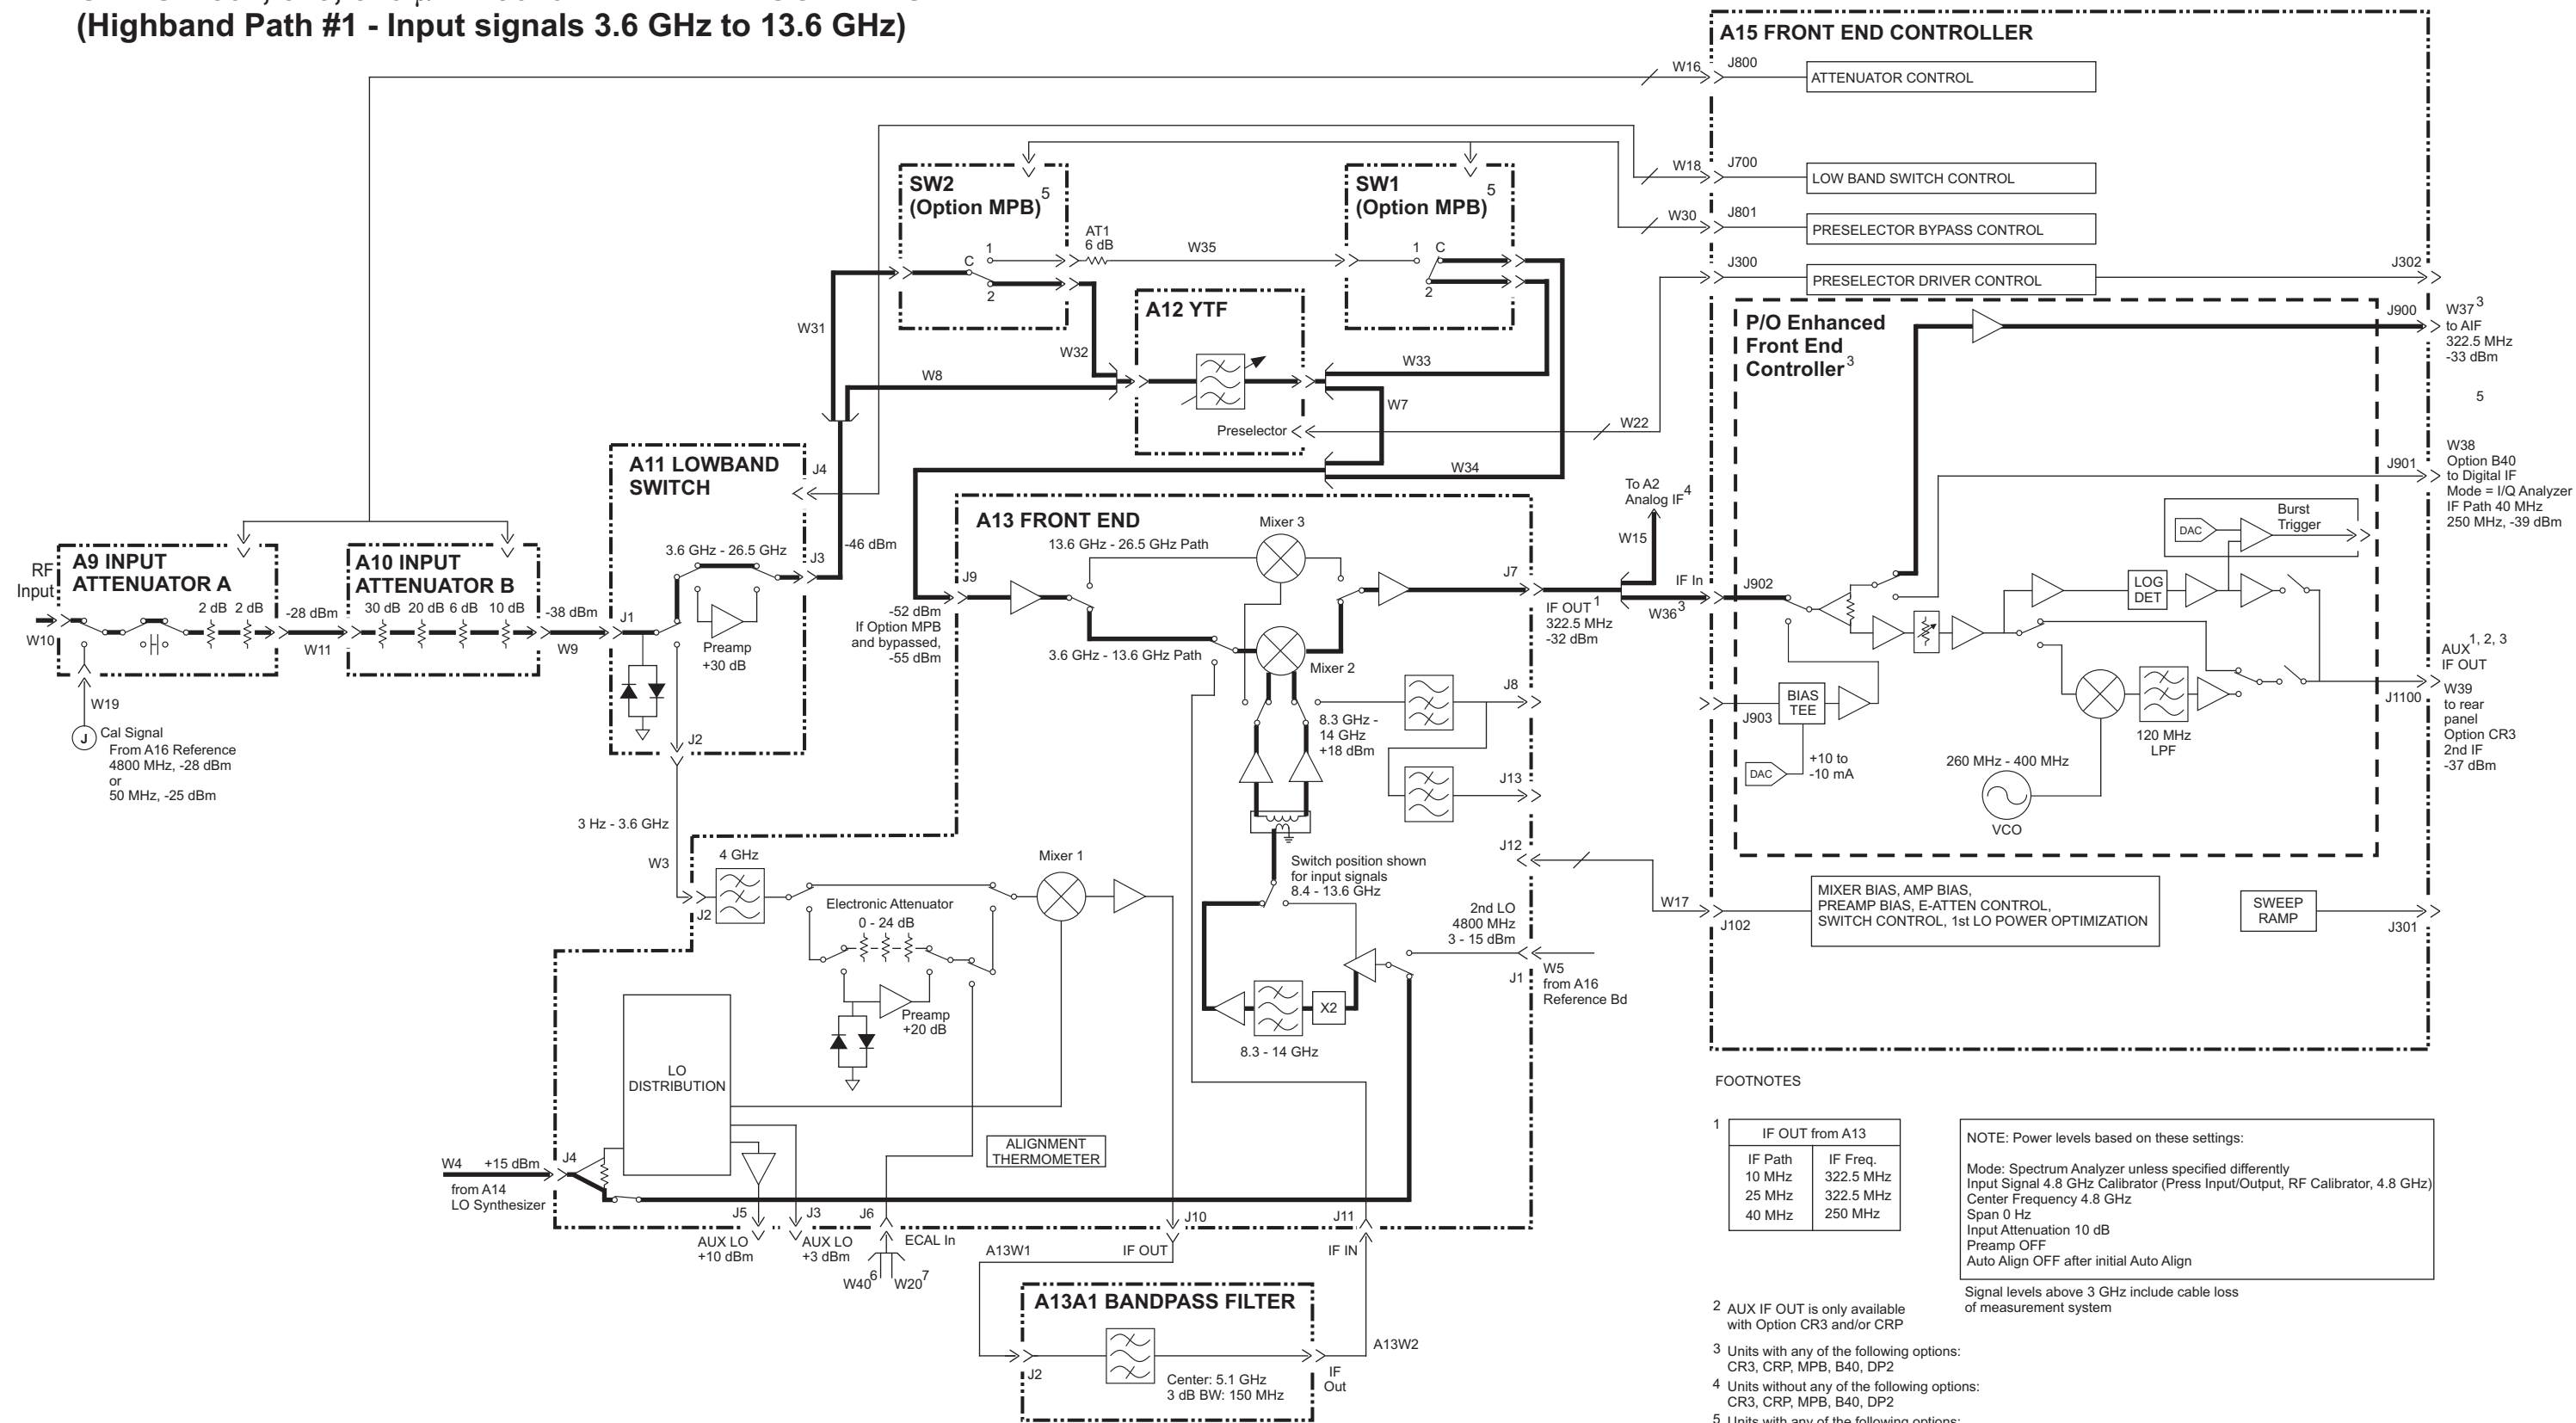 (Highband Path #1 - Input signals 3.6 GHz to 13.6 GHz)
A15 FRONT END CONTROLLER
W16
J800
ATTENUATOR CONTROL
W18
J700
LOW BAND SWITCH CONTROL
W30
J801
PRESELECTOR BYPASS CONTROL
J300
PRESELECTOR DRIVER CONTROL
J302
SW2
(Option MPB) 5
C
1
2
AT1
6 dB
W35
SW1
(Option MPB) 5
1
C
2
A12 YTF
Preselector
W31
W32
W8
W33
W7
W22
W34
P/O Enhanced
Front End
Controller 3
J900
W37 3
to AIF
322.5 MHz
-33 dBm
5
J901
W38
Option B40
to Digital IF
Mode = I/Q Analyzer
IF Path 40 MHz
250 MHz, -39 dBm
Burst
Trigger
DAC
LOG
DET
J902
IF In
W36 3
To A2
Analog IF 4
W15
J903
BIAS
TEE
DAC
+10 to
-10 mA
260 MHz - 400 MHz
VCO
120 MHz
LPF
AUX 1, 2, 3
IF OUT
J1100
W39
to rear
panel
Option CR3
2nd IF
-37 dBm
RF
Input
W10
A9 INPUT
ATTENUATOR A
2 dB 2 dB
-28 dBm
W11
A10 INPUT
ATTENUATOR B
30 dB 20 dB 6 dB 10 dB
-38 dBm
W9
W19
J
Cal Signal
From A16 Reference
4800 MHz, -28 dBm
or
50 MHz, -25 dBm
A11 LOWBAND
SWITCH
J4
3.6 GHz - 26.5 GHz
J3
-46 dBm
J1
Preamp
+30 dB
J2
3 Hz - 3.6 GHz
W3
A13 FRONT END
J9
-52 dBm
If Option MPB
and bypassed,
-55 dBm
13.6 GHz - 26.5 GHz Path
Mixer 3
3.6 GHz - 13.6 GHz Path
Mixer 2
J7
IF OUT 1
322.5 MHz
-32 dBm
8.3 GHz -
14 GHz
+18 dBm
J8
J13
J12
W17
J102
MIXER BIAS, AMP BIAS,
PREAMP BIAS, E-ATTEN CONTROL,
SWITCH CONTROL, 1st LO POWER OPTIMIZATION
SWEEP
RAMP
J301
Switch position shown
for input signals
8.4 - 13.6 GHz
2nd LO
4800 MHz
3 - 15 dBm
J1
W5
from A16
Reference Bd
X2
8.3 - 14 GHz
J2
4 GHz
Mixer 1
Electronic Attenuator
0 - 24 dB
Preamp
+20 dB
LO
DISTRIBUTION
ALIGNMENT
THERMOMETER
W4 +15 dBm
J4
from A14
LO Synthesizer
J5
AUX LO
+10 dBm
J3
AUX LO
+3 dBm
J6
ECAL In
W40 6
W20 7
J10
IF OUT
J11
IF IN
A13W1
A13A1 BANDPASS FILTER
J2
Center: 5.1 GHz
3 dB BW: 150 MHz
IF
Out
A13W2
FOOTNOTES
1
IF OUT from A13
IF Path IF Freq.
10 MHz 322.5 MHz
25 MHz 322.5 MHz
40 MHz 250 MHz
NOTE: Power levels based on these settings:
Mode: Spectrum Analyzer unless specified differently
Input Signal 4.8 GHz Calibrator (Press Input/Output, RF Calibrator, 4.8 GHz)
Center Frequency 4.8 GHz
Span 0 Hz
Input Attenuation 10 dB
Preamp OFF
Auto Align OFF after initial Auto Align
Signal levels above 3 GHz include cable loss
of measurement system
2 AUX IF OUT is only available
with Option CR3 and/or CRP
3 Units with any of the following options:
CR3, CRP, MPB, B40, DP2
4 Units without any of the following options:
CR3, CRP, MPB, B40, DP2
5 Units with any of the following options: